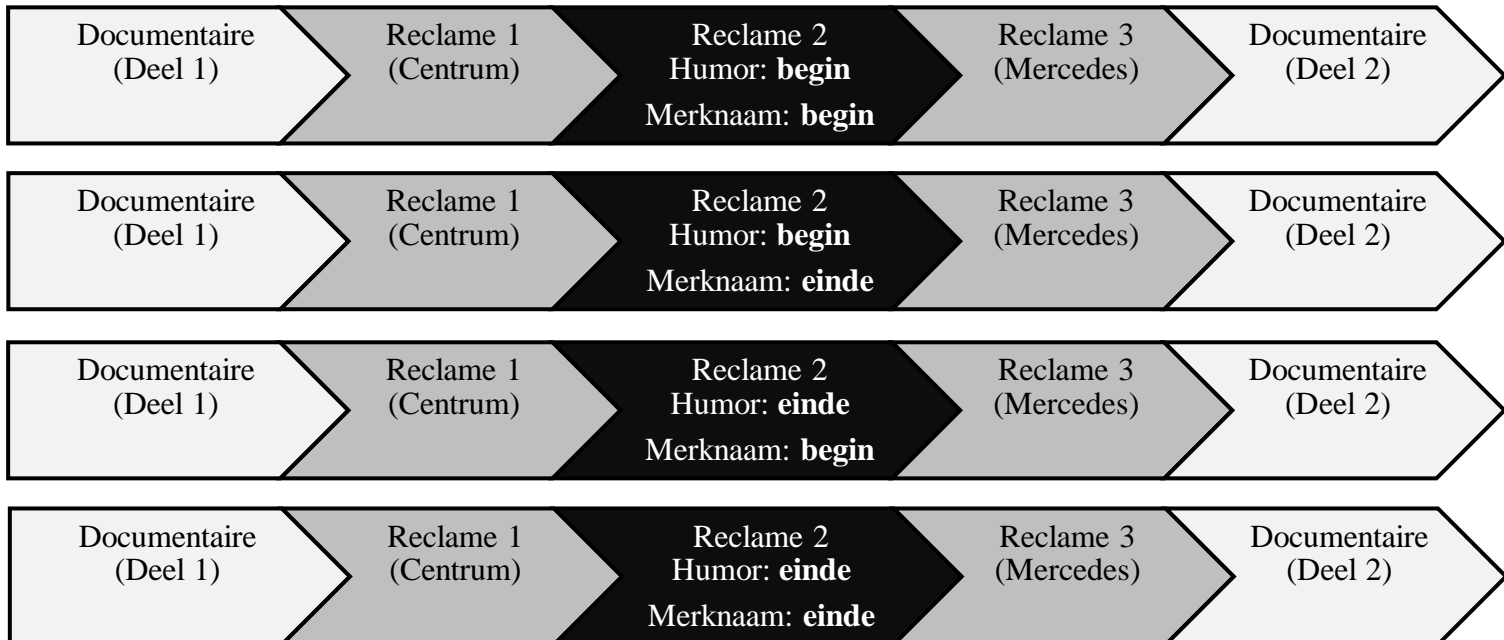 Documentaire
(Deel 1)
Reclame 1
(Centrum)
Reclame 2
Humor: begin
Merknaam: begin
Reclame 3
(Mercedes)
Documentaire
(Deel 2)
Documentaire
(Deel 1)
Reclame 1
(Centrum)
Reclame 2
Humor: begin
Merknaam: einde
Reclame 3
(Mercedes)
Documentaire
(Deel 2)
Documentaire
(Deel 1)
Reclame 1
(Centrum)
Reclame 2
Humor: einde
Merknaam: begin
Reclame 3
(Mercedes)
Documentaire
(Deel 2)
Documentaire
(Deel 1)
Reclame 1
(Centrum)
Reclame 2
Humor: einde
Merknaam: einde
Reclame 3
(Mercedes)
Documentaire
(Deel 2)